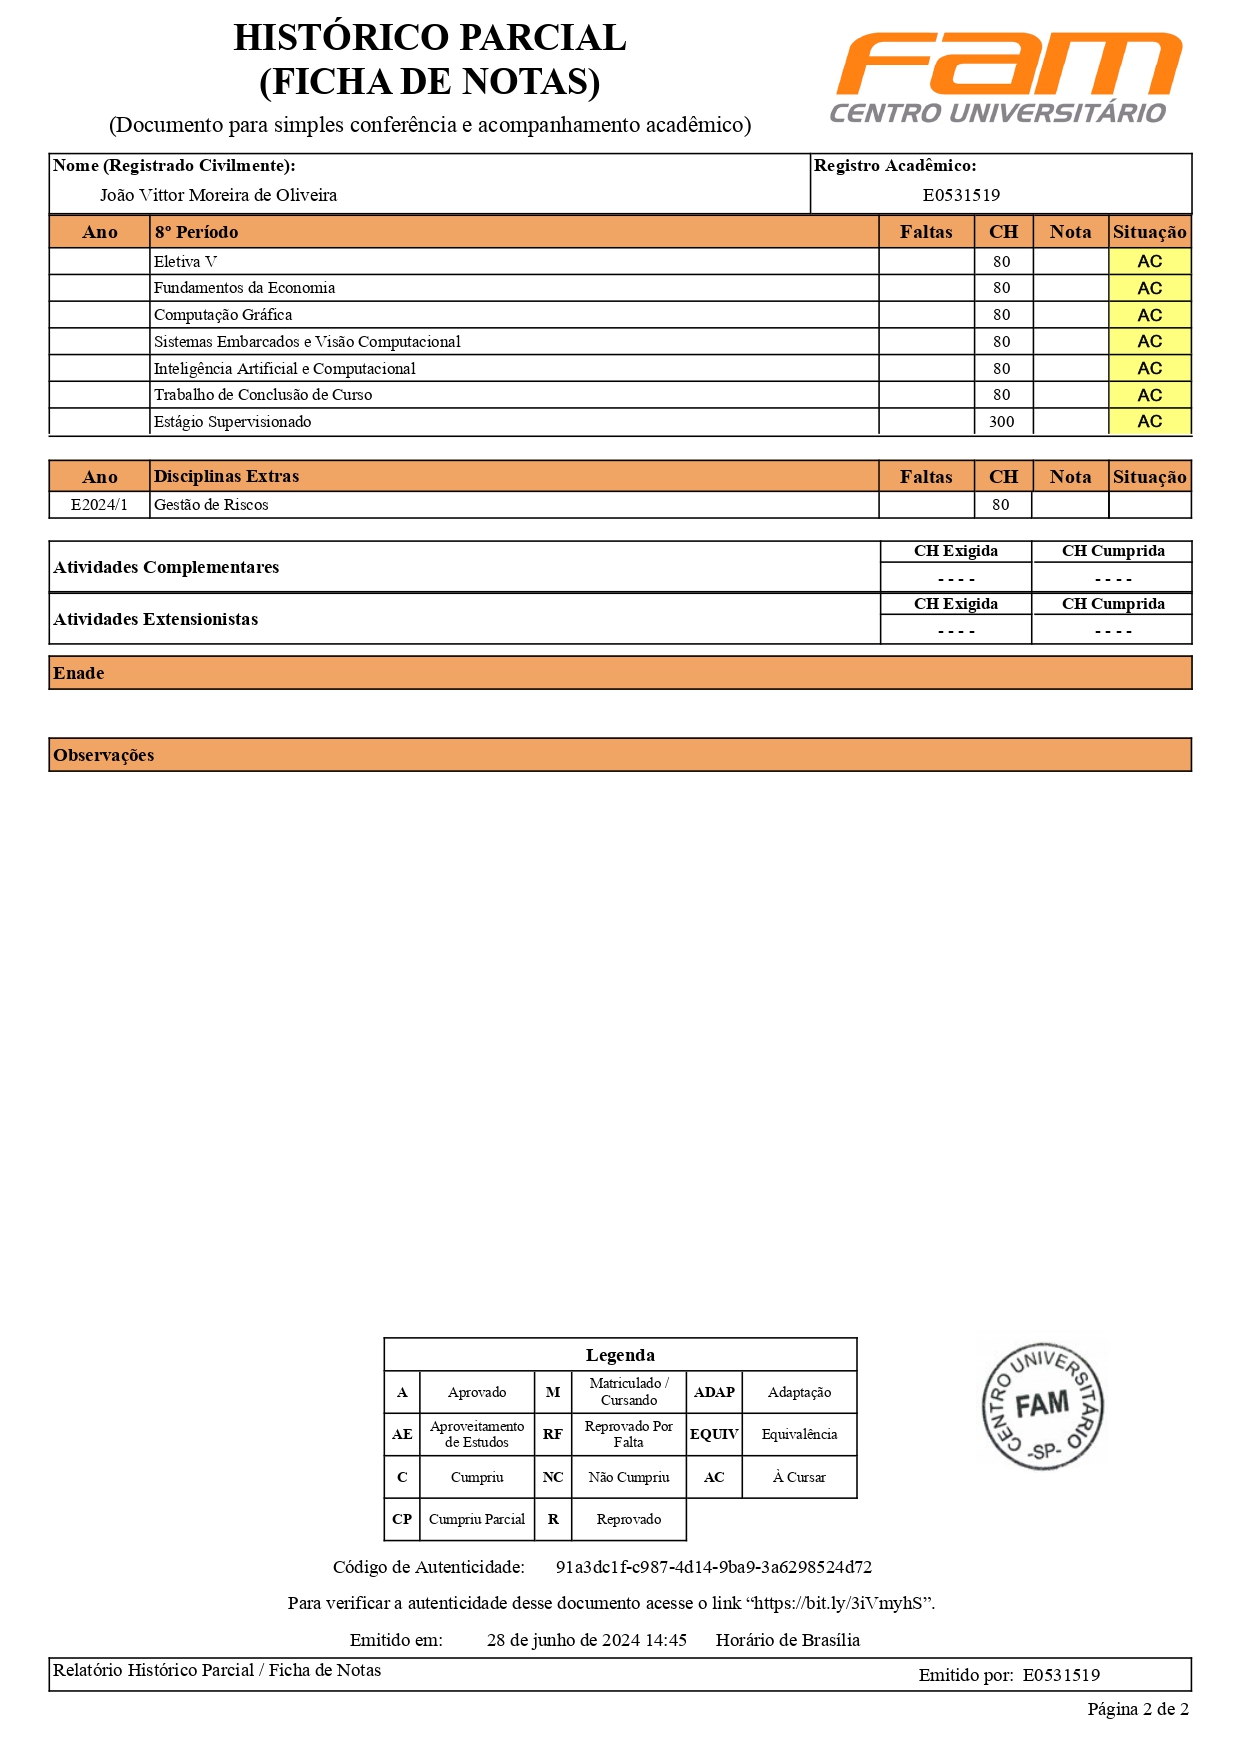 HISTÓRICO PARCIAL
(FICHA DE NOTAS)
(Documento para simples conferência e acompanhamento acadêmico)
Fam
CENTRO UNIVERSITÁRIO
Nome (Registrado Civilmente): Registro Acadêmico:
João Vittor Moreira de Oliveira E0531519
Ano 8º Período Faltas CH Nota Situação
Eletiva V 80 AC
Fundamentos da Economia 80 AC
Computação Gráfica 80 AC
Sistemas Embarcados e Visão Computacional 80 AC
Inteligência Artificial e Computacional 80 AC
Trabalho de Conclusão de Curso 80 AC
Estágio Supervisionado 300 AC
Ano Disciplinas Extras Faltas CH Nota Situação
E2024/1 Gestão de Riscos 80
Atividades Complementares CH Exigida CH Cumprida
- - - - - - - -
Atividades Extensionistas CH Exigida CH Cumprida
- - - - - - - -
Enade
Observações
Legenda
A Aprovado M Matriculado / Cursando ADAP Adaptação
AE Aproveitamento de Estudos RF Reprovado Por Falta EQUIV Equivalência
C Cumpriu NC Não Cumpriu AC À Cursar
CP Cumpriu Parcial R Reprovado
CENTRO UNIVERSITÁRIO
FAM
-SP-
Código de Autenticidade: 91a3dc1f-c987-4d14-9ba9-3a6298524d72
Para verificar a autenticidade desse documento acesse o link “https://bit.ly/3iVmyhS”.
Emitido em: 28 de junho de 2024 14:45 Horário de Brasília
Relatório Histórico Parcial / Ficha de Notas Emitido por: E0531519
Página 2 de 2